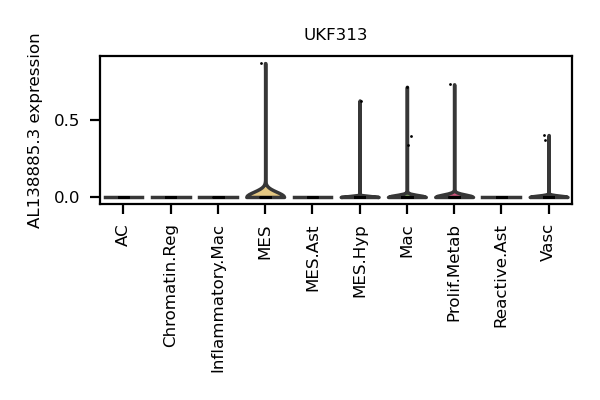 UKF313
AL138885.3 expression
0.5
0.0
AC
Chromatin.Reg
Inflammatory.Mac
MES
MES.Ast
MES.Hyp
Mac
Prolif.Metab
Reactive.Ast
Vasc